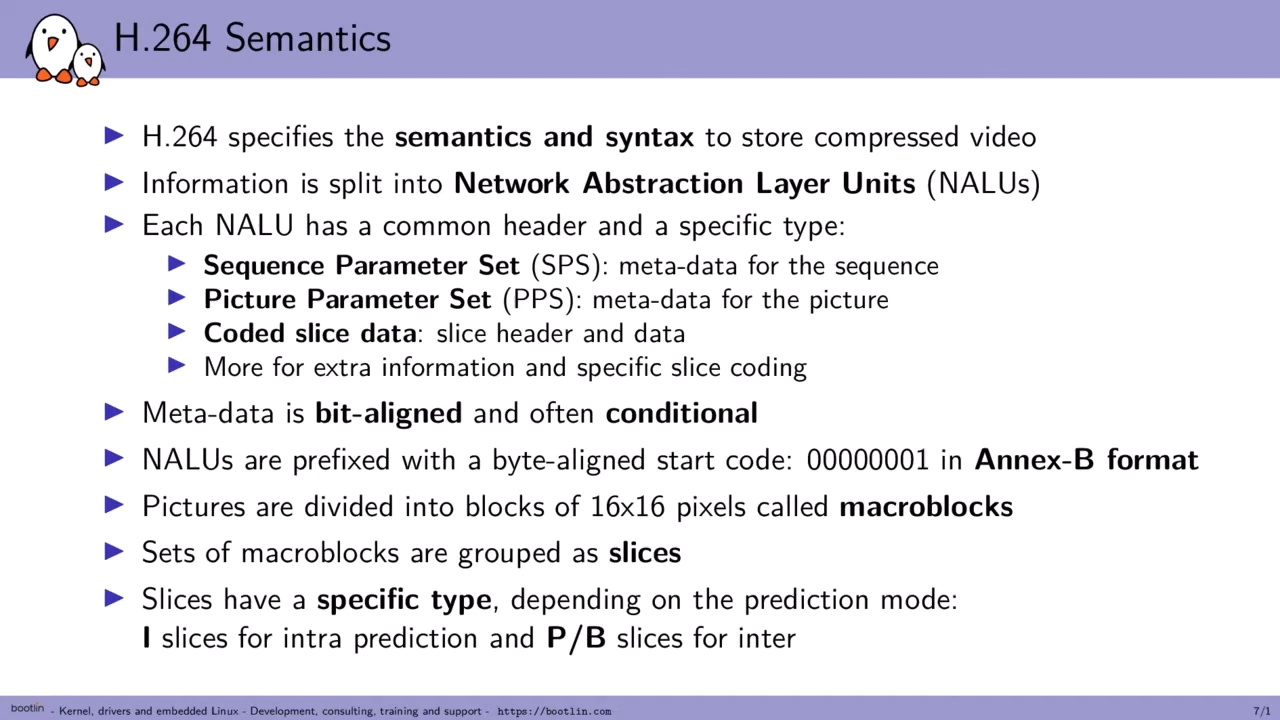 H.264 Semantics
H.264 specifies the semantics and syntax to store compressed video
Information is split into Network Abstraction Layer Units (NALUs)
Each NALU has a common header and a specific type:
Sequence Parameter Set (SPS): meta-data for the sequence
Picture Parameter Set (PPS): meta-data for the picture
Coded slice data: slice header and data
More for extra information and specific slice coding
Meta-data is bit-aligned and often conditional
NALUs are prefixed with a byte-aligned start code: 00000001 in Annex-B format
Pictures are divided into blocks of 16x16 pixels called macroblocks
Sets of macroblocks are grouped as slices
Slices have a specific type, depending on the prediction mode:
I slices for intra prediction and P/B slices for inter
bootlin - Kernel, drivers and embedded Linux - Development, consulting, training and support - https://bootlin.com 7/1